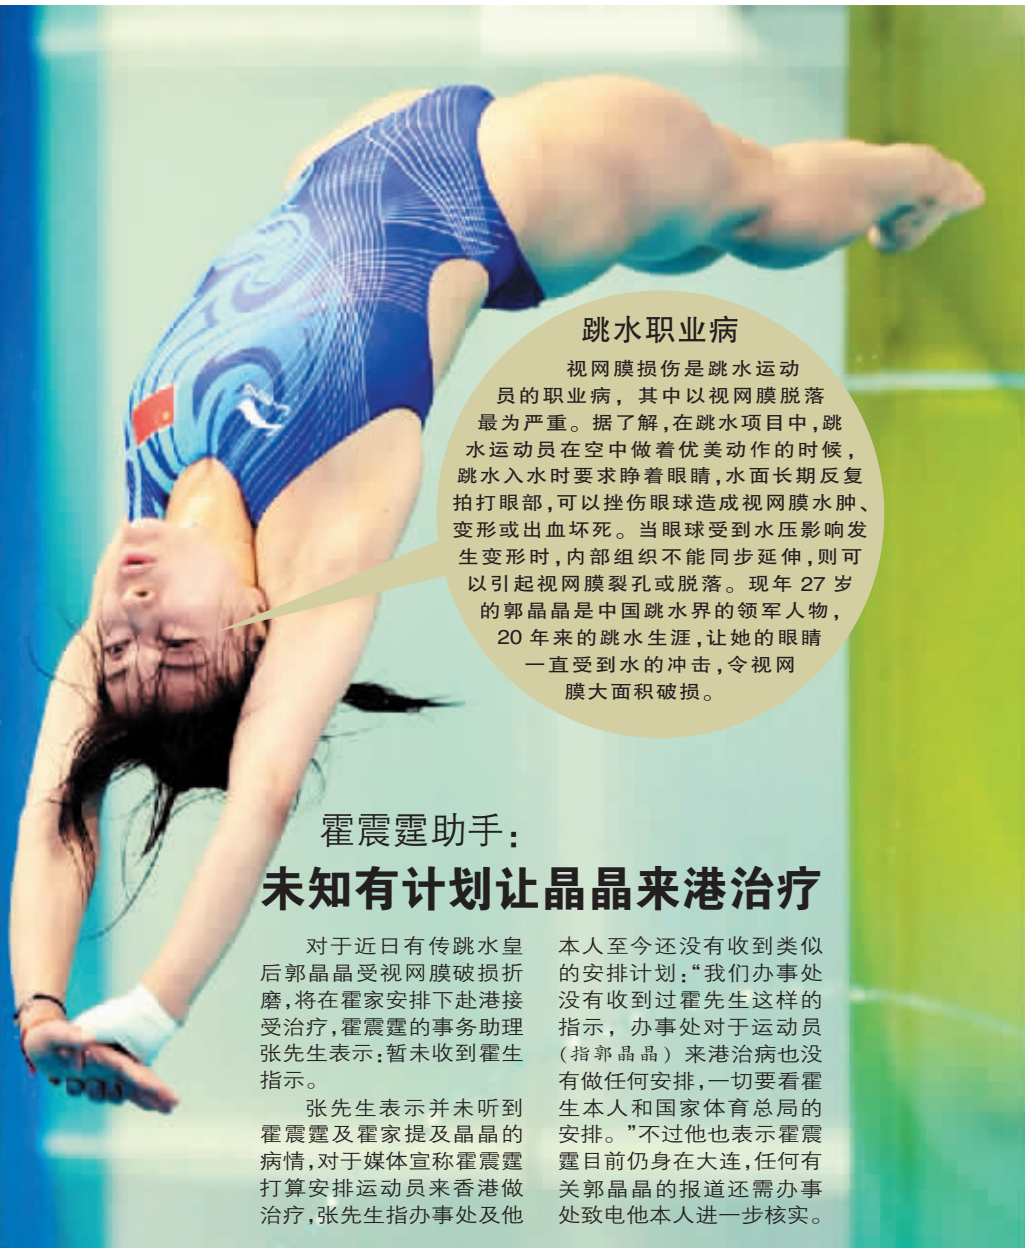 跳水职业病
视网膜损伤是跳水运动
员的职业病，其中以视网膜脱落
最为严重。据了解，在跳水项目中，跳
水运动员在空中做着优美动作的时候，
跳水入水时要求睁着眼睛，水面长期反复
拍打眼部，可以挫伤眼球造成视网膜水肿、
变形或出血坏死。当眼球受到水压影响发
生变形时，内部组织不能同步延伸，则可
以引起视网膜裂孔或脱落。现年 27 岁
的郭晶晶是中国跳水界的领军人物，
20 年来的跳水生涯，让她的眼睛
一直受到水的冲击，令视网
膜大面积破损。
霍震霆助手：
未知有计划让晶晶来港治疗
对于近日有传跳水皇
后郭晶晶受视网膜破损折
磨，将在霍家安排下赴港接
受治疗，霍震霆的事务助理
张先生表示：暂未收到霍生
指示。
张先生表示并未听到
霍震霆及霍家提及晶晶的
病情，对于媒体宣称霍震霆
打算安排运动员来香港做
治疗，张先生指办事处及他
本人至今还没有收到类似
的安排计划：“我们办事处
没有收到过霍先生这样的
指示，办事处对于运动员
（指郭晶晶）来港治病也没
有做任何安排，一切要看霍
生本人和国家体育总局的
安排。”不过他也表示霍震
霆目前仍身在大连，任何有
关郭晶晶的报道还需办事
处致电他本人进一步核实。